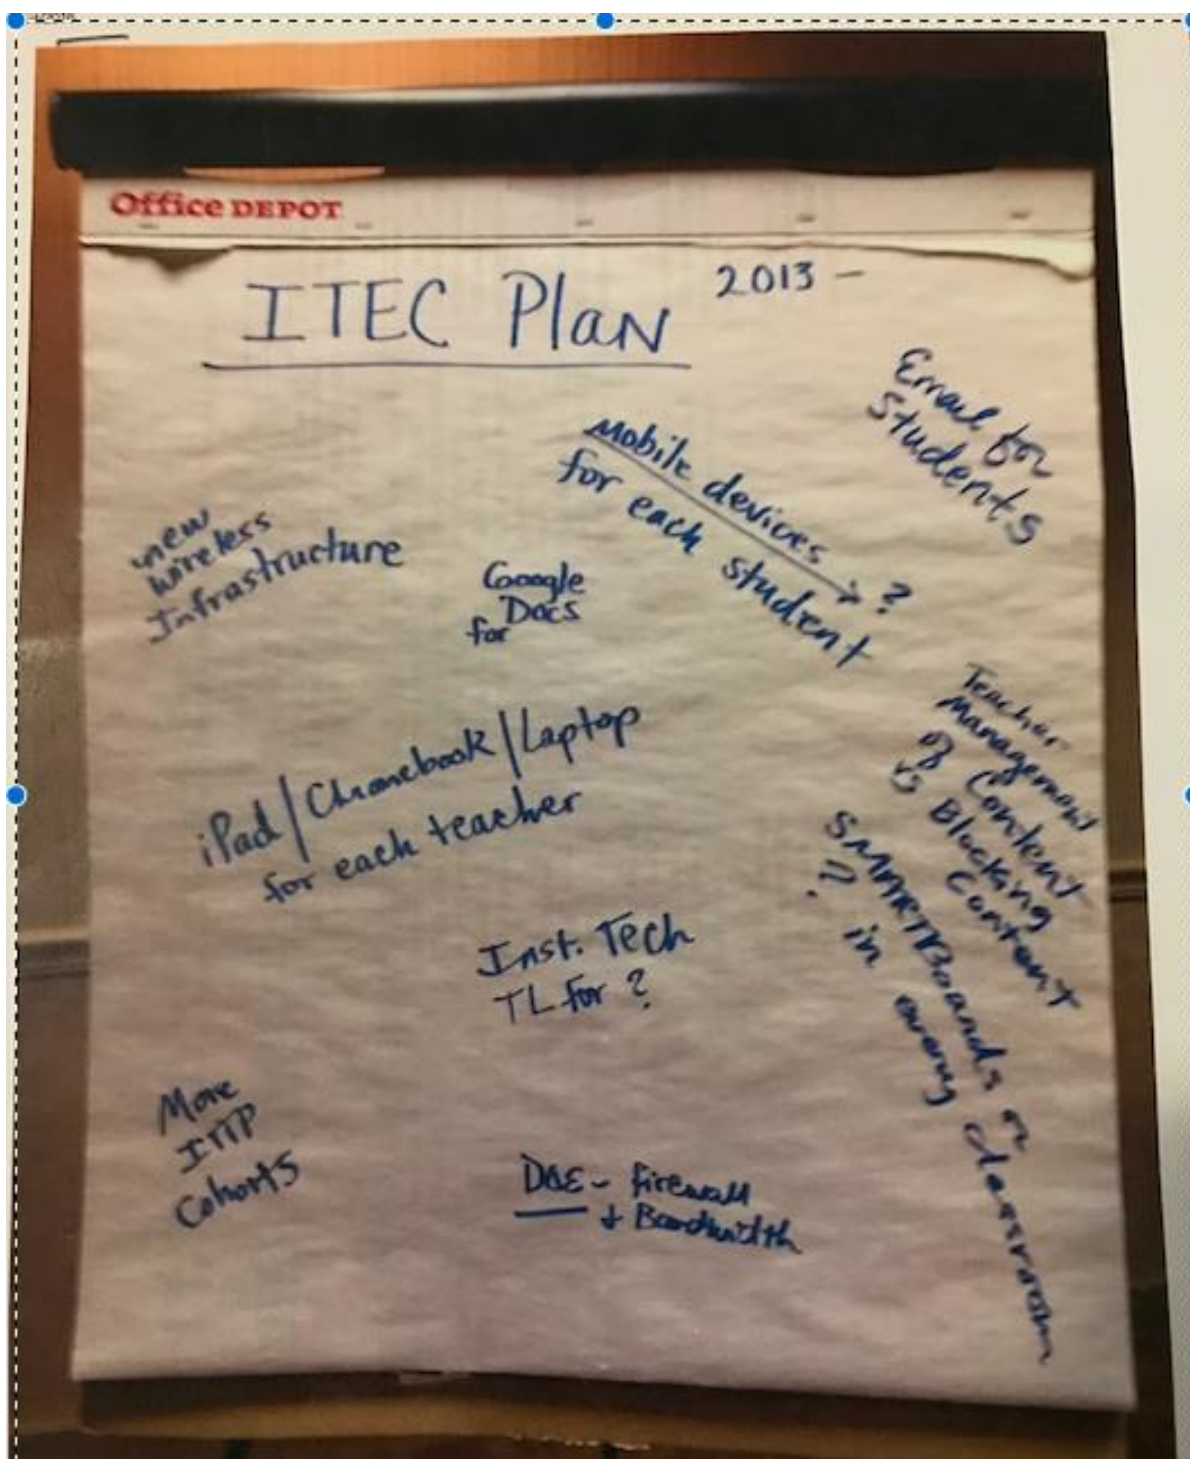 Office DEPOT
ITEC Plan
2013 -
Email for
Students
Mobile devices
for each student
?
new
wireless
Infrastructure
Google
Docs
for
iPad/Chromebook/Laptop
for each teacher
Teacher
Management
of Content
vs Blocking
Content
SMARTBoards or
?? in every classroom
Inst. Tech
TL for ?
More
Cohorts
DOE - firewall
+ Bandwidth